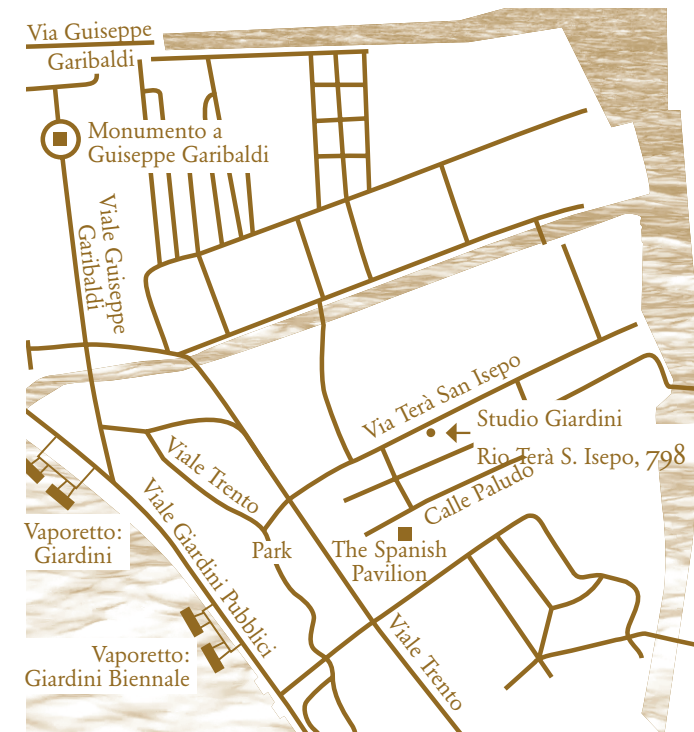 Via Guiseppe
Garibaldi
Monumento a
Guiseppe Garibaldi
Viale Guiseppe
Garibaldi
Via Terà San Isepo
Studio Giardini
Rio Terà S. Isepo, 798
Viale Trento
Calle Paludo
Viale Giardini Pubblici
Vaporetto:
Giardini
Park
The Spanish
Pavilion
Viale Trento
Vaporetto:
Giardini Biennale